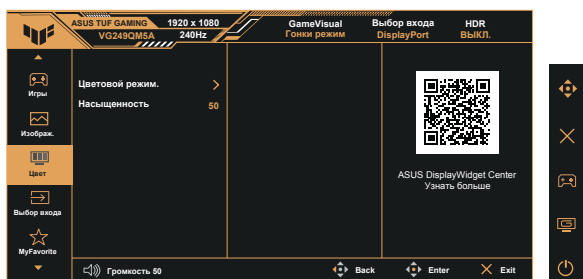 ASUS TUF GAMING 1920 x 1080 GameVisual Выбор входа HDR
VG249QM5A 240Hz Гонки режим DisplayPort ВЫКЛ.
Игры
Изображ.
Цвет
Выбор входа
MyFavorite
Цветовой режим.
Насыщенность 50
ASUS DisplayWidget Center
Узнать больше
Громкость 50 Back Enter Exit